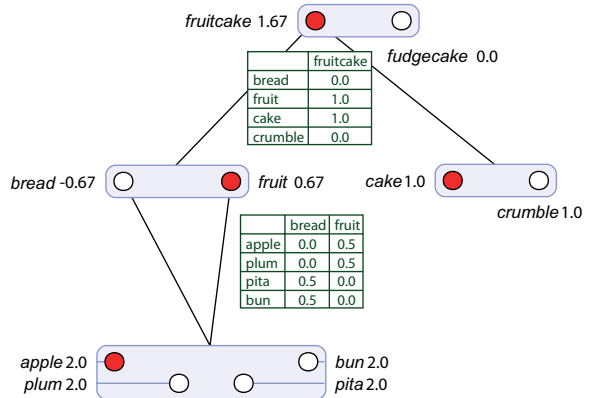 fruitcake 1.67
fudgecake 0.0
fruitcake
bread 0.0
fruit 1.0
cake 1.0
crumble 0.0
bread -0.67
fruit 0.67
cake 1.0
crumble 1.0
bread fruit
apple 0.0 0.5
plum 0.0 0.5
pita 0.5 0.0
bun 0.5 0.0
apple 2.0
bun 2.0
plum 2.0
pita 2.0